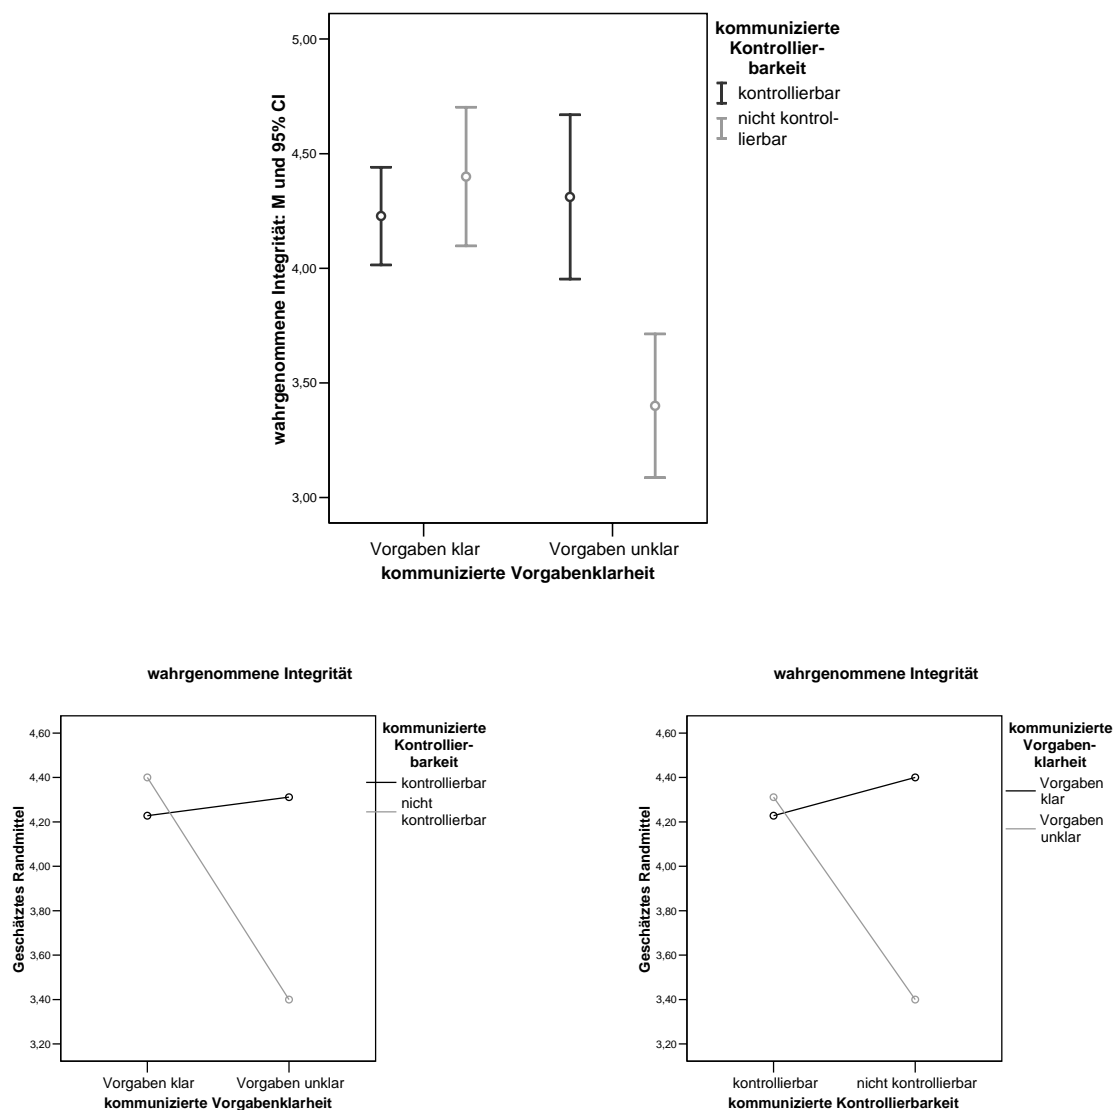 kommunizierte
Kontrollier-
barkeit
kontrollierbar
nicht kontrol-
lierbar
wahrgenommene Integrität: M und 95% CI
5,00
4,50
4,00
3,50
3,00
Vorgaben klar
Vorgaben unklar
kommunizierte Vorgabenklarheit
wahrgenommene Integrität
Geschätztes Randmittel
4,60
4,40
4,20
4,00
3,80
3,60
3,40
3,20
kommunizierte
Kontrollier-
barkeit
kontrollierbar
nicht
kontrollierbar
Vorgaben klar
Vorgaben unklar
kommunizierte Vorgabenklarheit
wahrgenommene Integrität
Geschätztes Randmittel
4,60
4,40
4,20
4,00
3,80
3,60
3,40
3,20
kommunizierte
Vorgaben-
klarheit
Vorgaben
klar
Vorgaben
unklar
kontrollierbar
nicht kontrollierbar
kommunizierte Kontrollierbarkeit